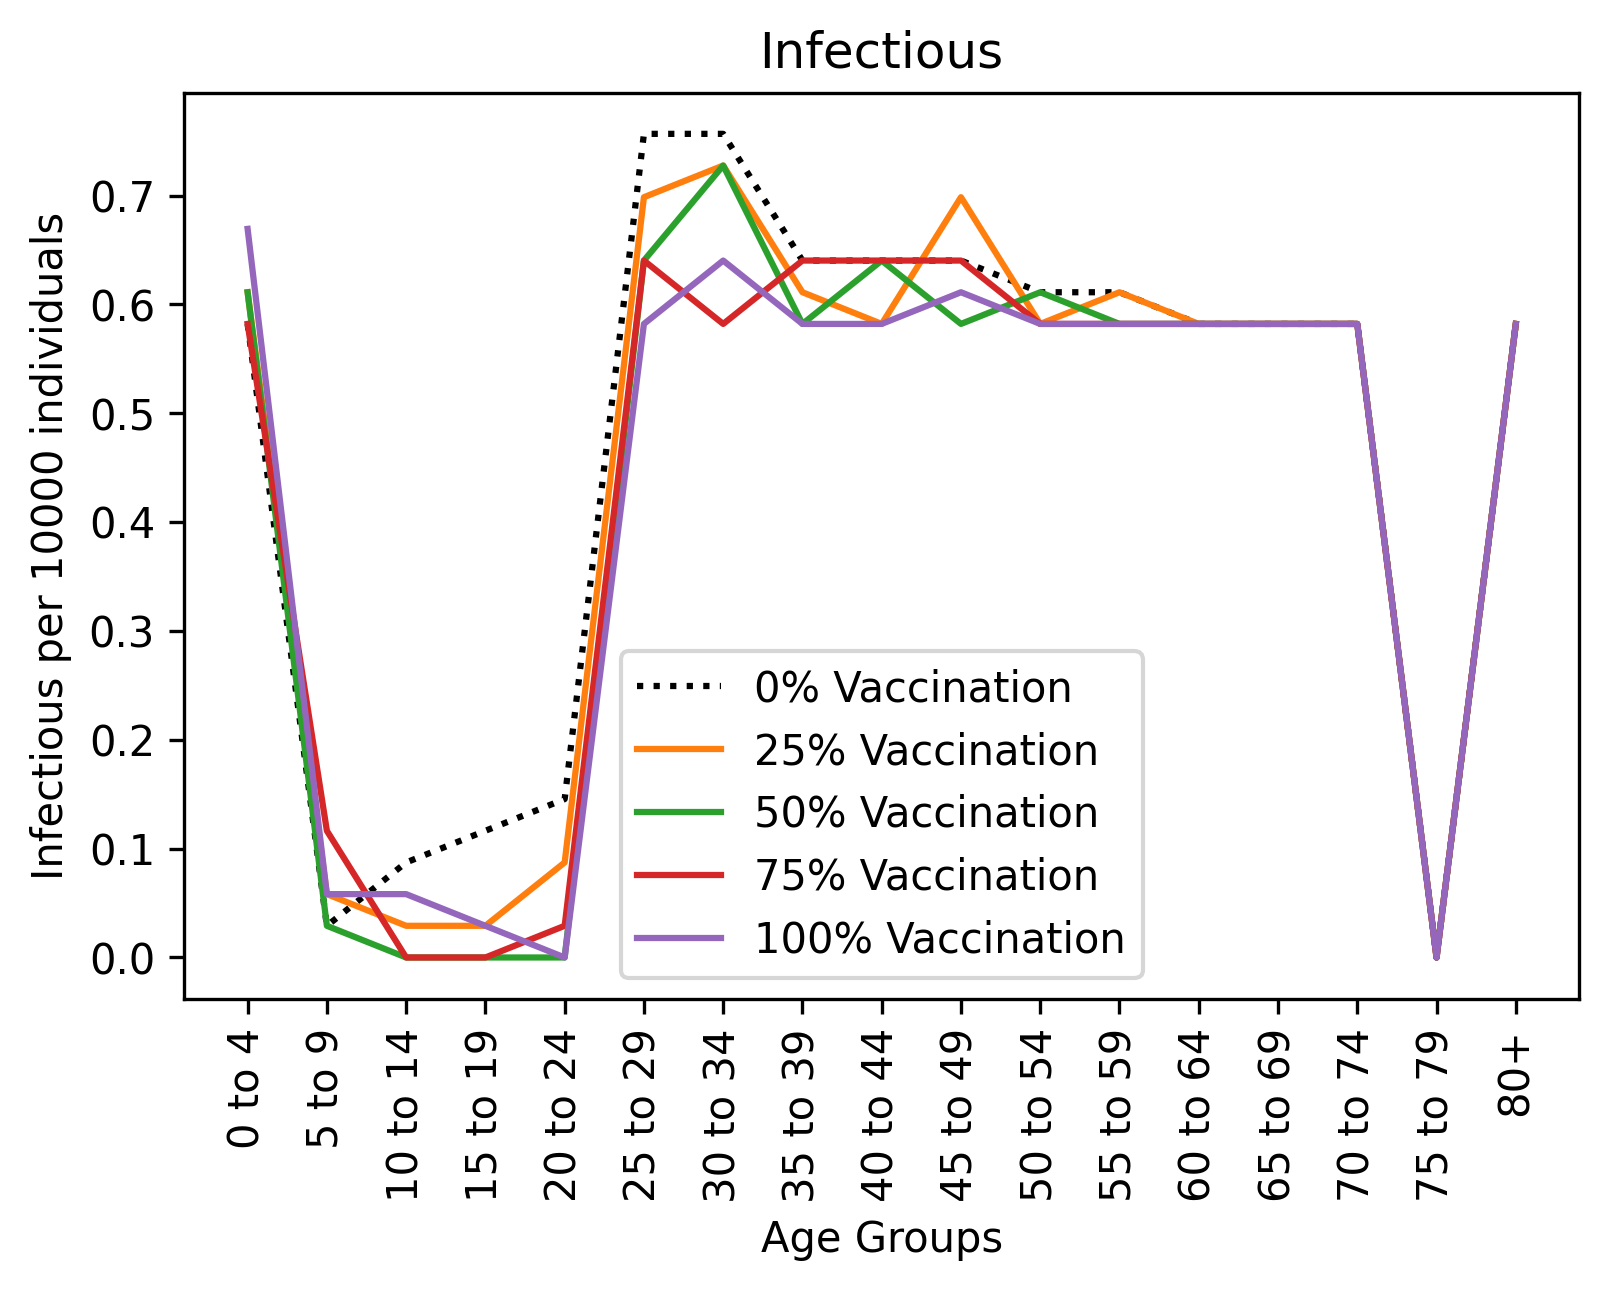 Infectious
Infectious per 10000 individuals
0.7
0.6
0.5
0.4
0.3
0.2
0.1
0.0
0% Vaccination
25% Vaccination
50% Vaccination
75% Vaccination
100% Vaccination
0 to 4
5 to 9
10 to 14
15 to 19
20 to 24
25 to 29
30 to 34
35 to 39
40 to 44
45 to 49
50 to 54
55 to 59
60 to 64
65 to 69
70 to 74
75 to 79
80+
Age Groups